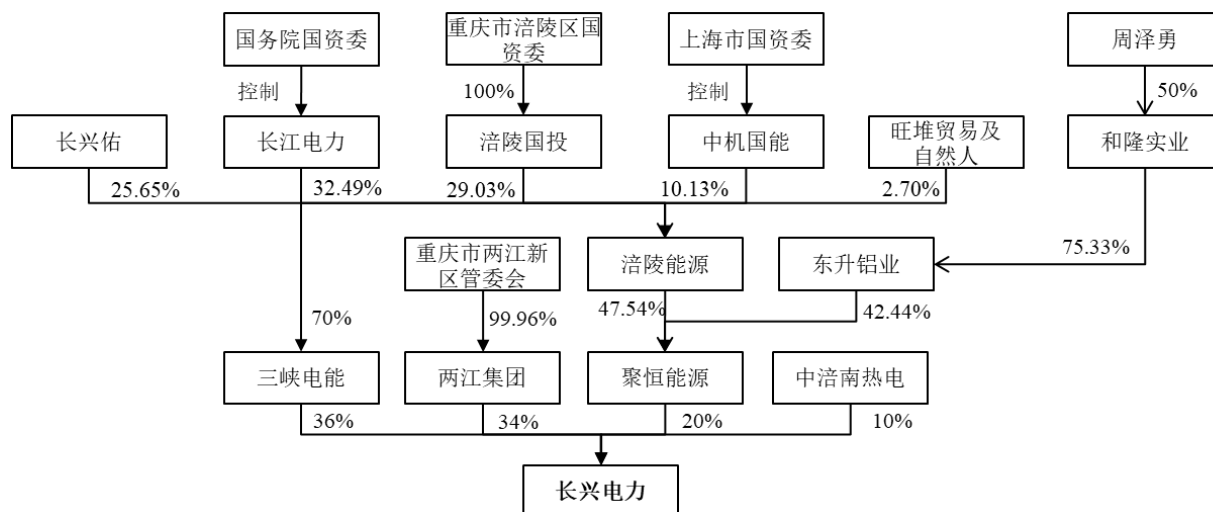 国务院国资委
重庆市涪陵区国
资委
上海市国资委
周泽勇
控制
100%
控制
50%
长兴佑
长江电力
涪陵国投
中机国能
旺堆贸易及
自然人
和隆实业
25.65%
32.49%
29.03%
10.13%
2.70%
重庆市两江新
区管委会
涪陵能源
东升铝业
75.33%
70%
99.96%
47.54%
42.44%
三峡电能
两江集团
聚恒能源
中涪南热电
36%
34%
20%
10%
长兴电力